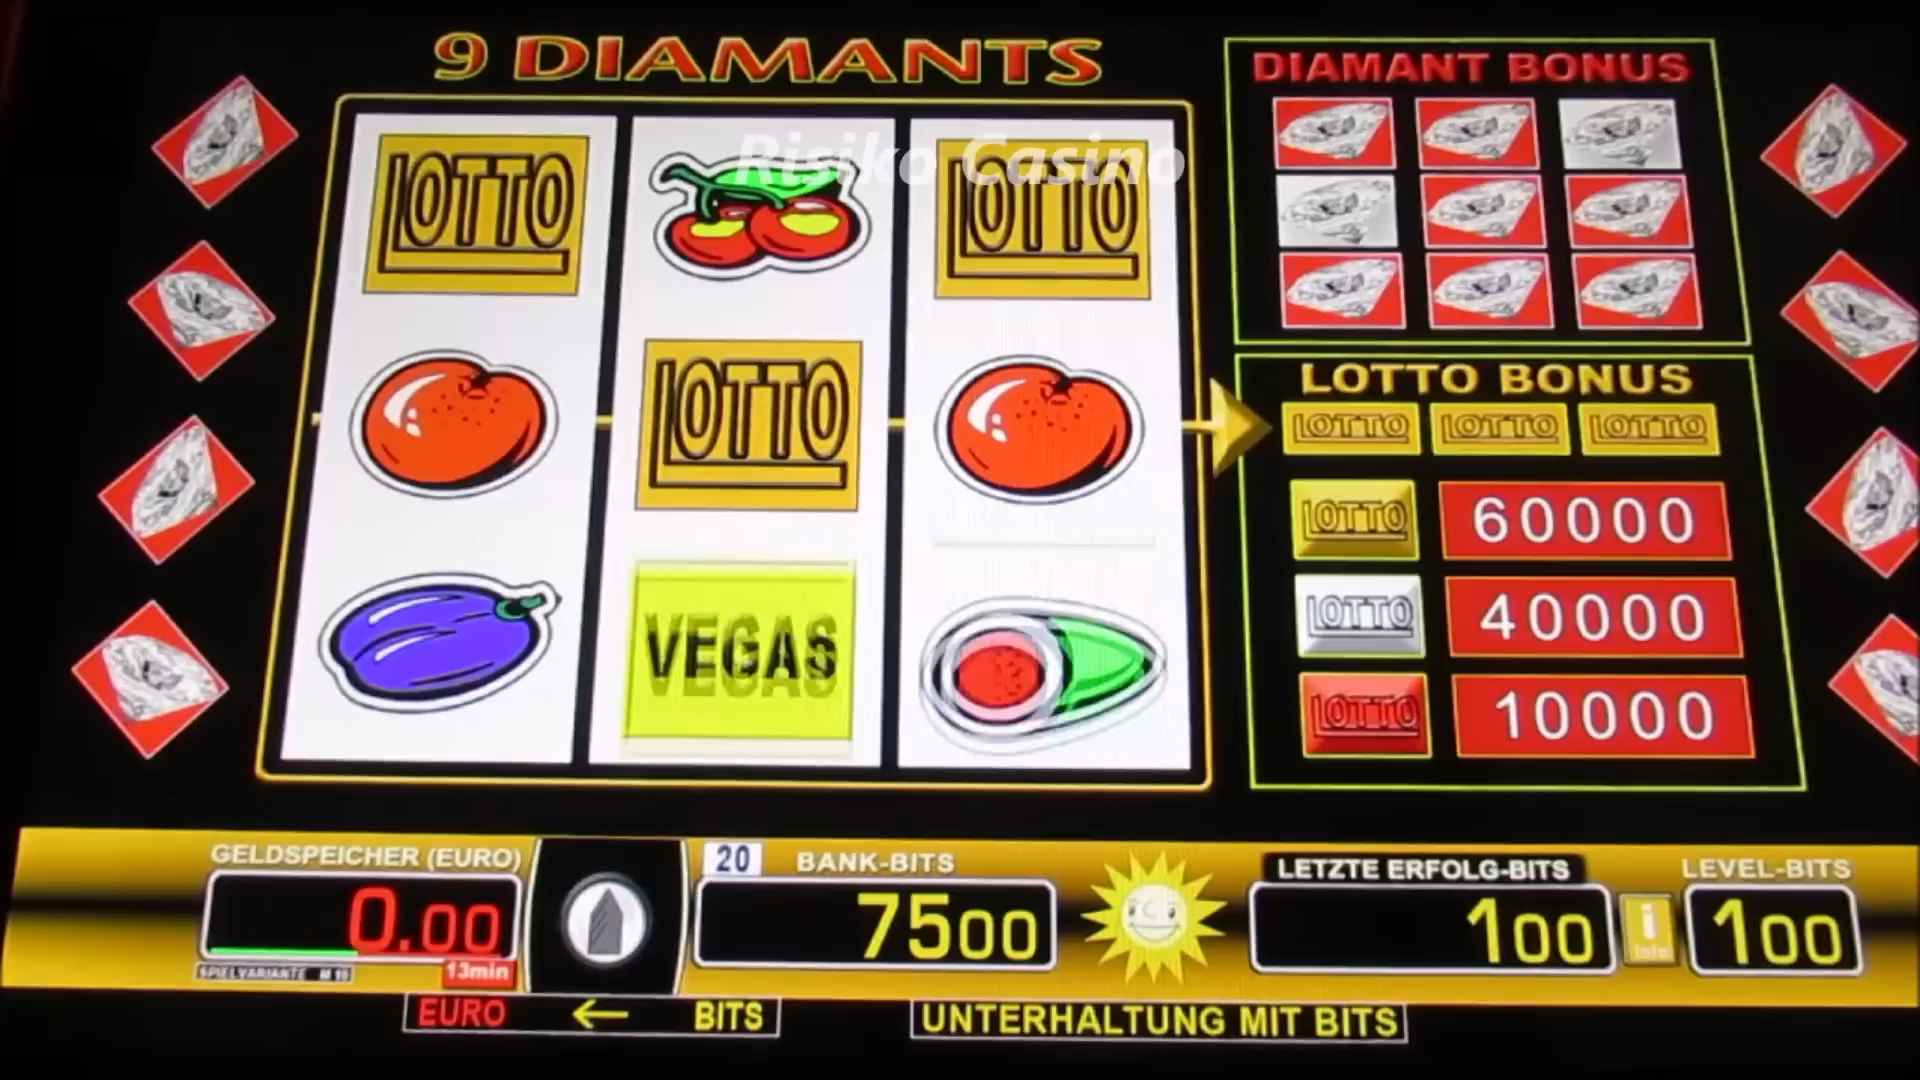 9 DIAMANTS
DIAMANT BONUS
Risiko Casino
LOTTO
LOTTO
LOTTO
VEGAS
LOTTO BONUS
LOTTO LOTTO LOTTO
LOTTO 60000
LOTTO 40000
LOTTO 10000
GELDSPEICHER (EURO)
0.00
SPIELVARIANTE
13min
20 BANK-BITS
7500
LETZTE ERFOLG-BITS
100
i
LEVEL-BITS
100
EURO ← BITS
UNTERHALTUNG MIT BITS